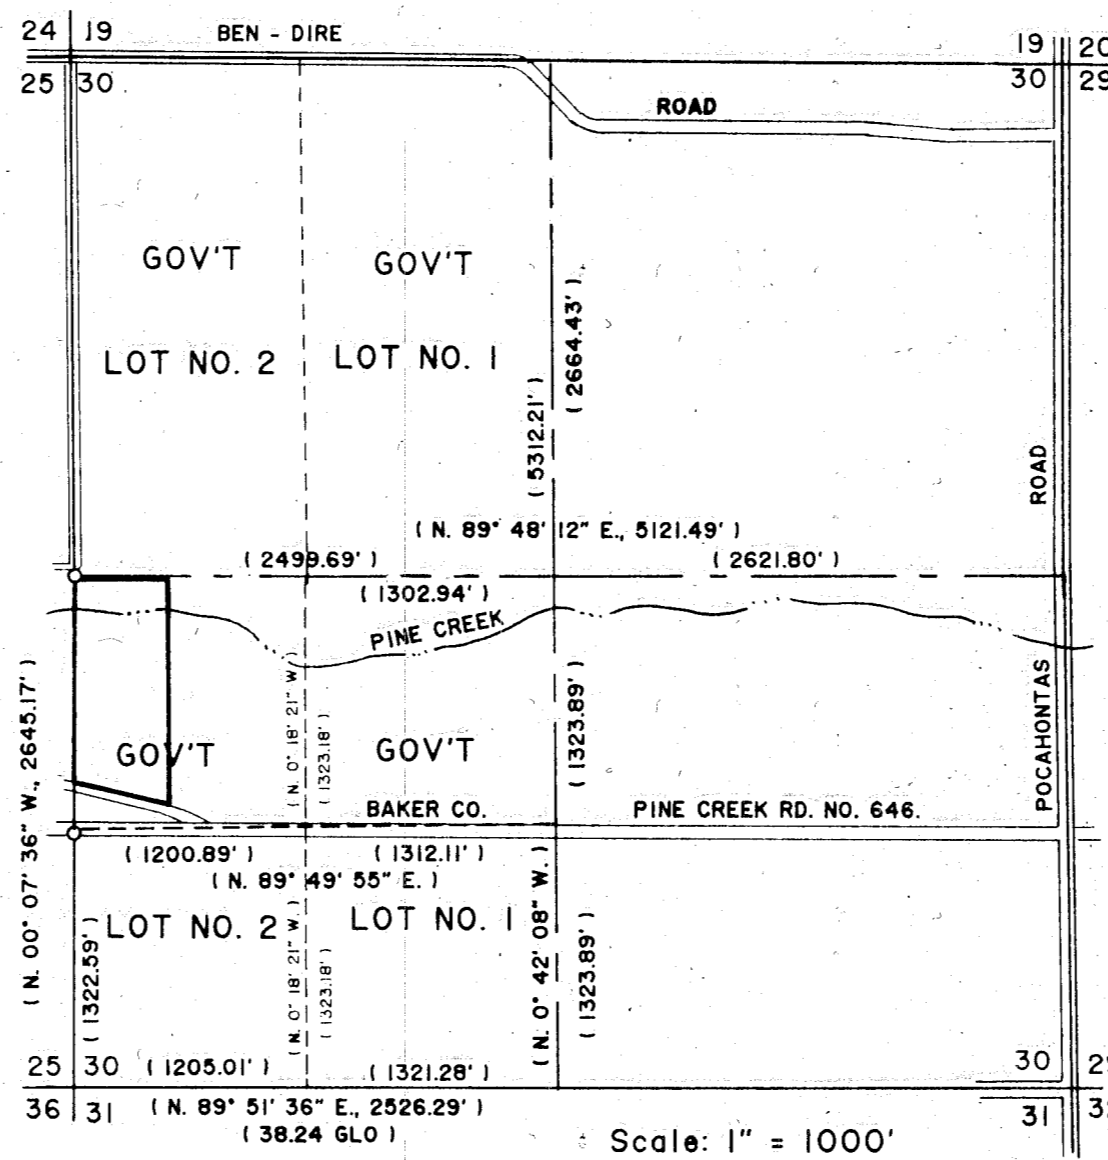 24 19 BEN - DIRE 19 20
25 30 30 29
ROAD
GOV'T GOV'T
LOT NO. 2 LOT NO. 1
( 2664.43' )
( 5312.21' )
ROAD
( N. 89° 48' 12" E., 5121.49' )
( 2499.69' ) ( 2621.80' )
( 1302.94' )
PINE CREEK
( N. 00° 07' 36" W., 2645.17' )
( N. 0° 18' 21" W. )
( 1323.18' )
( 1323.89' )
POCAHONTAS
GOV'T GOV'T
BAKER CO. PINE CREEK RD. NO. 646.
( 1200.89' ) ( 1312.11' )
( N. 89° 49' 55" E. )
LOT NO. 2 LOT NO. 1
( 1322.59' )
( N. 0° 18' 21" W. )
( 1323.18' )
( N. 0° 42' 08" W. )
( 1323.89' )
25 30 ( 1205.01' ) ( 1321.28' ) 30 29
36 31 ( N. 89° 51' 36" E., 2526.29' ) 31
( 38.24 GLO )
Scale: 1" = 1000'